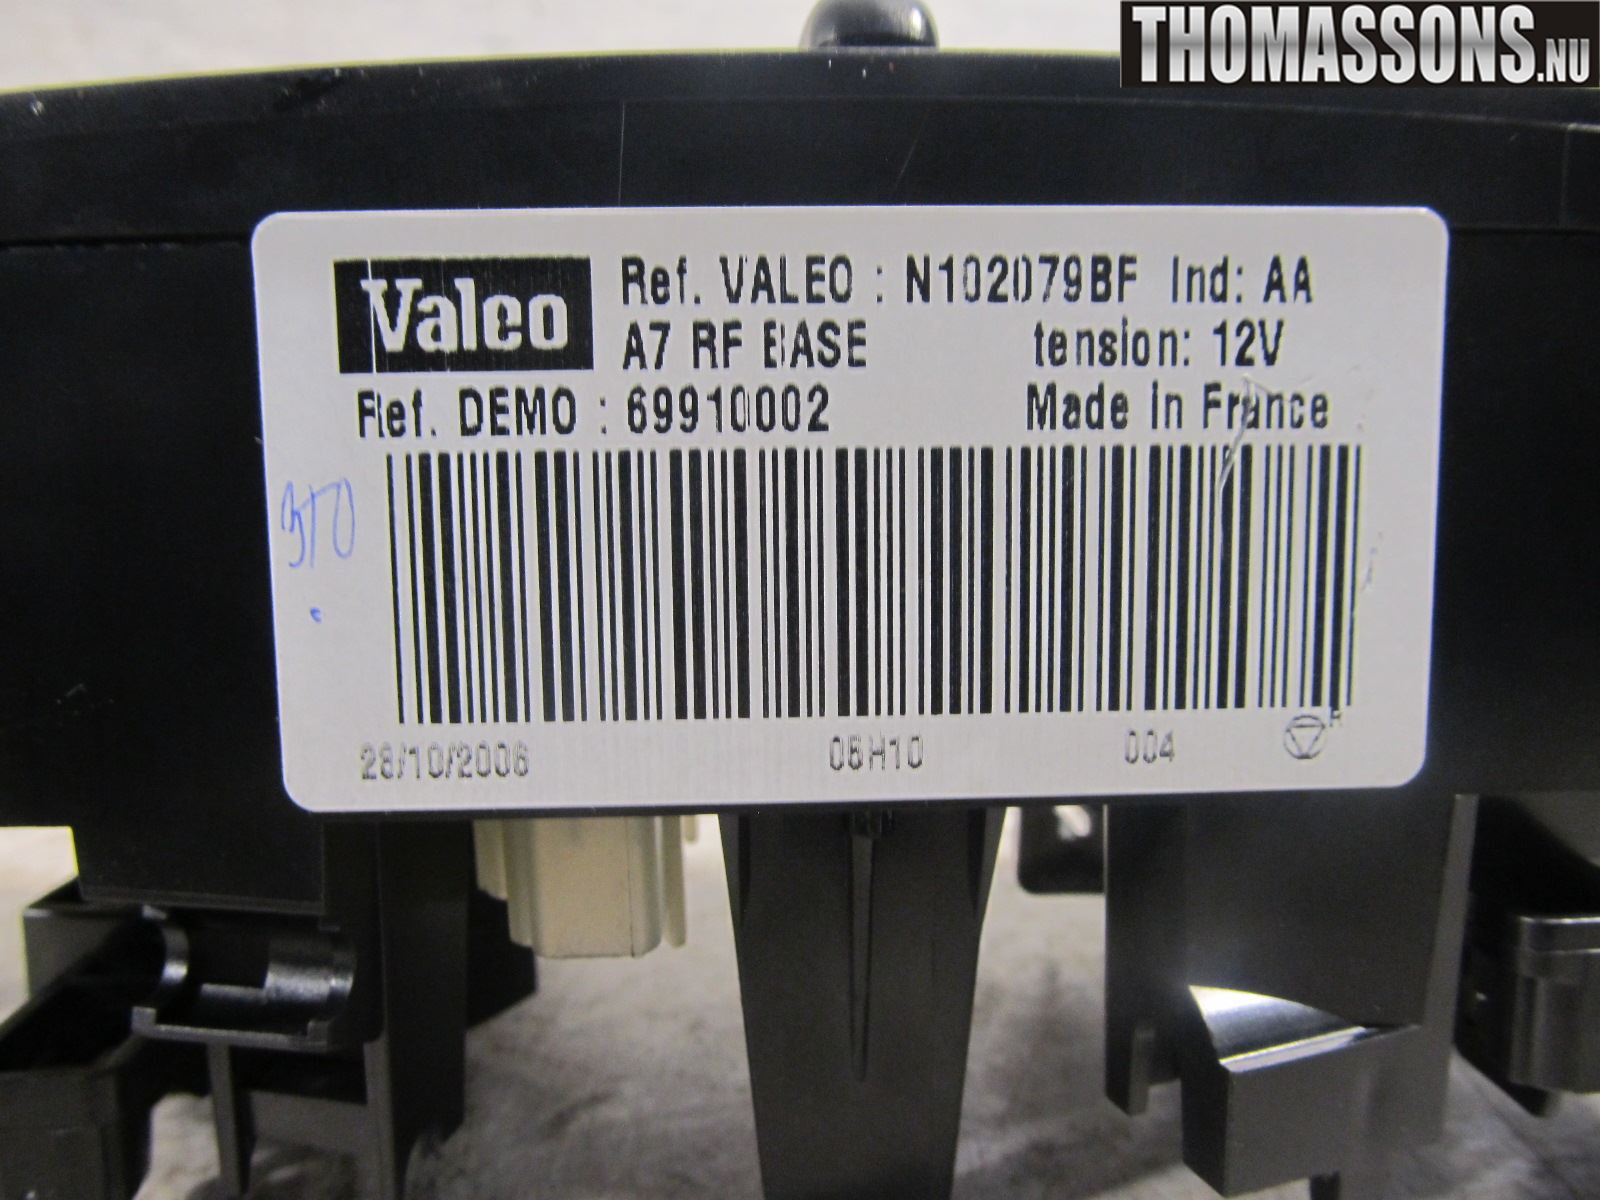 THOMASSONS.NU
Valeo Ref. VALEO : N102079BF Ind: AA
A7 RF BASE tension: 12V
Ref. DEMO : 69910002 Made in France
28/10/2006 06H10 004